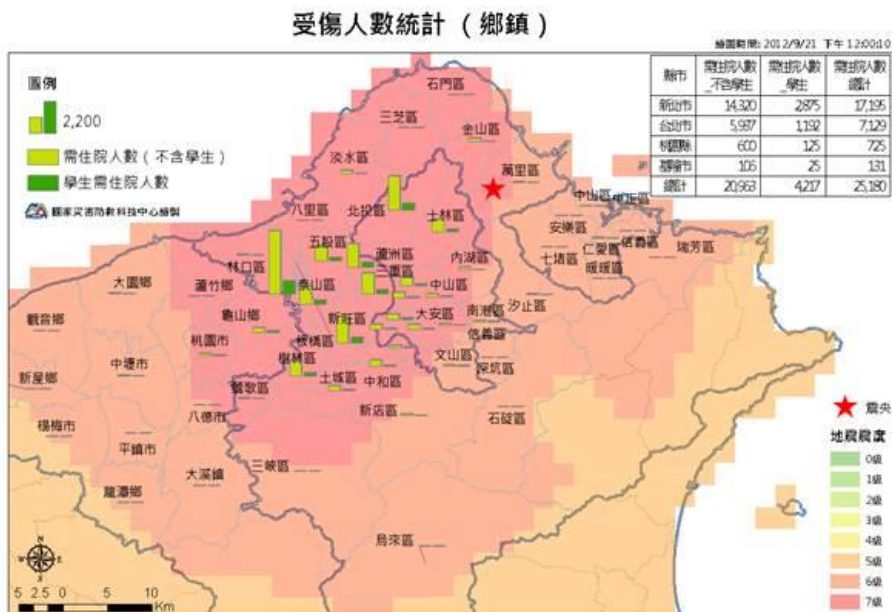 受傷人數統計（鄉鎮）
繪圖時間: 2012/9/21 下午 12:00:10
縣市 需住院人數_不含學生 需住院人數_學生 需住院人數_總計
新北市 14,320 2,875 17,195
台北市 5,937 1,192 7,129
桃園縣 600 125 725
基隆市 106 25 131
總計 20,963 4,217 25,180
圖例
2,200
需住院人數（不含學生）
學生需住院人數
國家災害防救科技中心繪製
石門區
三芝區
金山區
淡水區
萬里區
北投區
八里區
士林區
中山區
中正區
安樂區
信義區
仁愛區
瑞芳區
七堵區
暖暖區
五股區
蘆洲區
內湖區
林口區
三重區
泰山區
中山區
汐止區
大園鄉
蘆竹鄉
龜山鄉
新莊區
大安區
南港區
信義區
觀音鄉
桃園市
板橋區
文山區
深坑區
中壢市
樹林區
中和區
土城區
新屋鄉
鶯歌區
八德市
新店區
石碇區
楊梅市
平鎮市
三峽區
大溪鎮
龍潭鄉
烏來區
震央
地震震度
0級
1級
2級
3級
4級
5級
6級
7級
N
W E
S
5 2.5 0 5 10
Km